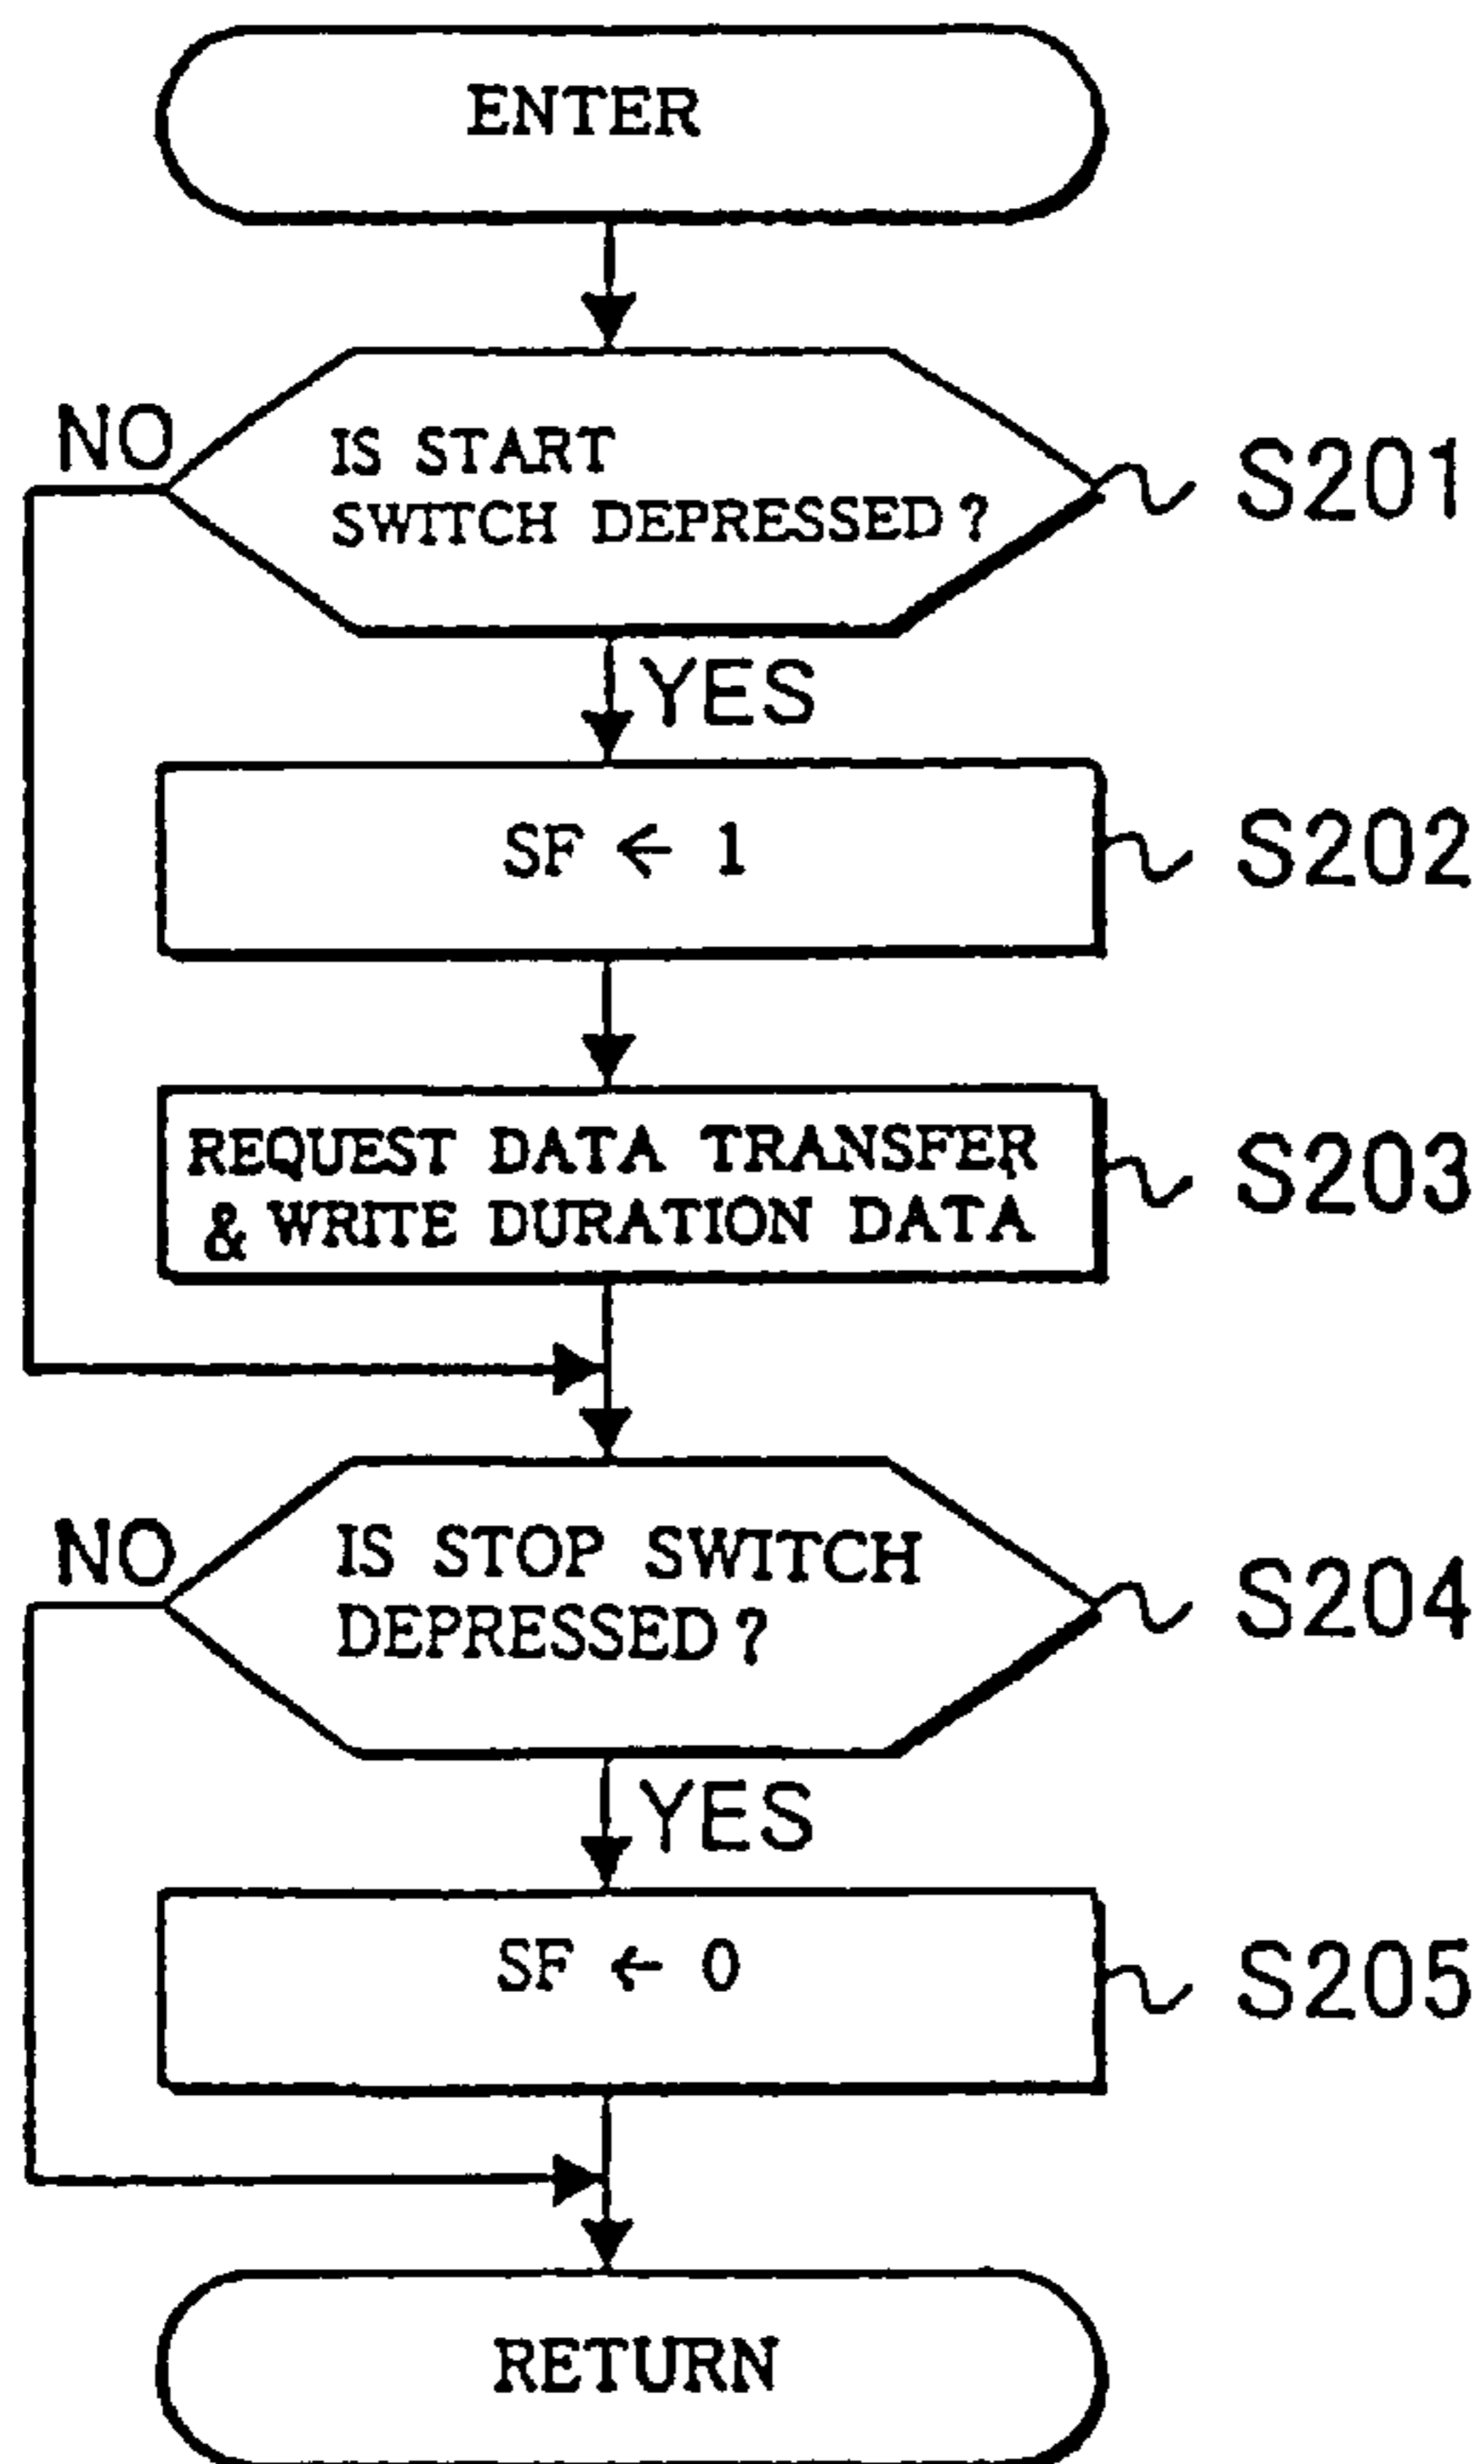 ENTER
NO
IS START
SWITCH DEPRESSED?
S201
YES
SF ← 1
S202
REQUEST DATA TRANSFER
& WRITE DURATION DATA
S203
NO
IS STOP SWITCH
DEPRESSED?
S204
YES
SF ← 0
S205
RETURN